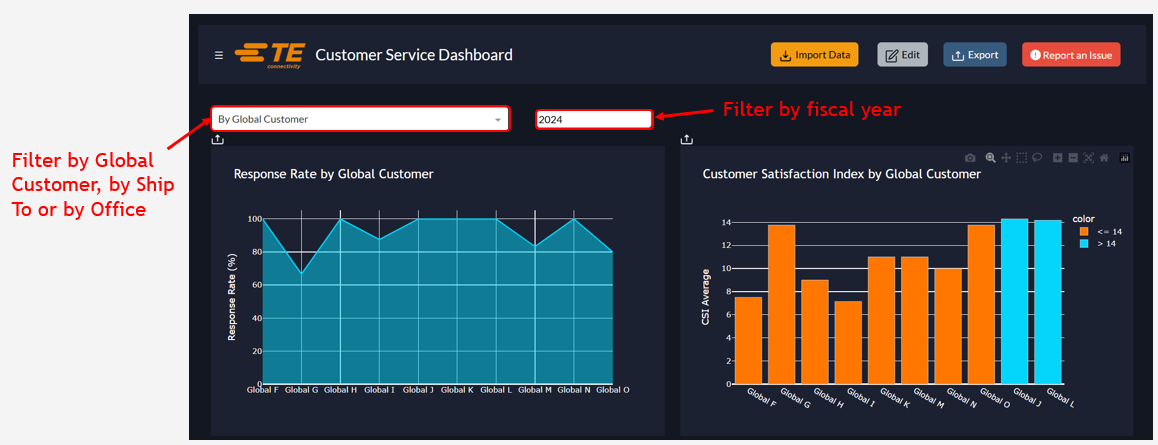 TE
connectivity
Customer Service Dashboard
Import Data
Edit
Export
Report an Issue
By Global Customer
2024
Filter by fiscal year
Filter by Global
Customer, by Ship
To or by Office
Response Rate by Global Customer
Response Rate (%)
100
80
60
40
20
0
Global F Global G Global H Global I Global J Global K Global L Global M Global N Global O
Customer Satisfaction Index by Global Customer
CSI Average
14
12
10
8
6
4
2
0
Global F Global G Global H Global I Global K Global M Global N Global O Global J Global L
color
<= 14
> 14